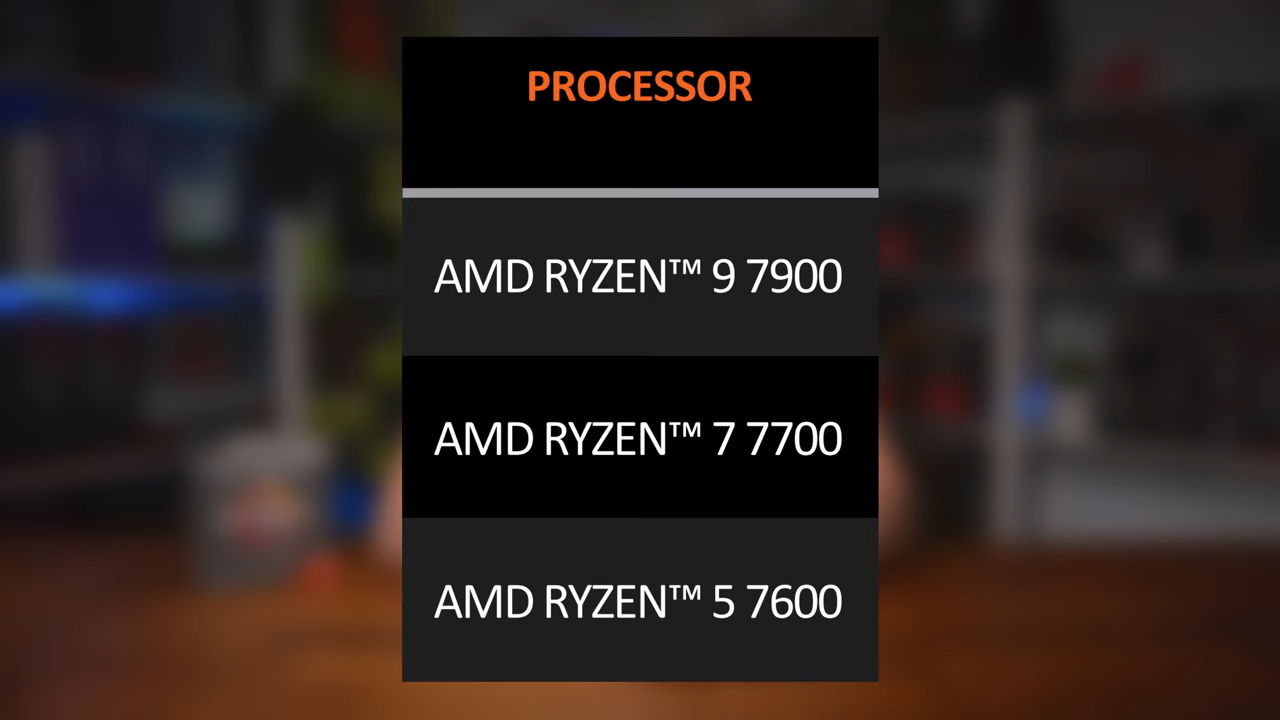 PROCESSOR
AMD RYZEN™ 9 7900
AMD RYZEN™ 7 7700
AMD RYZEN™ 5 7600